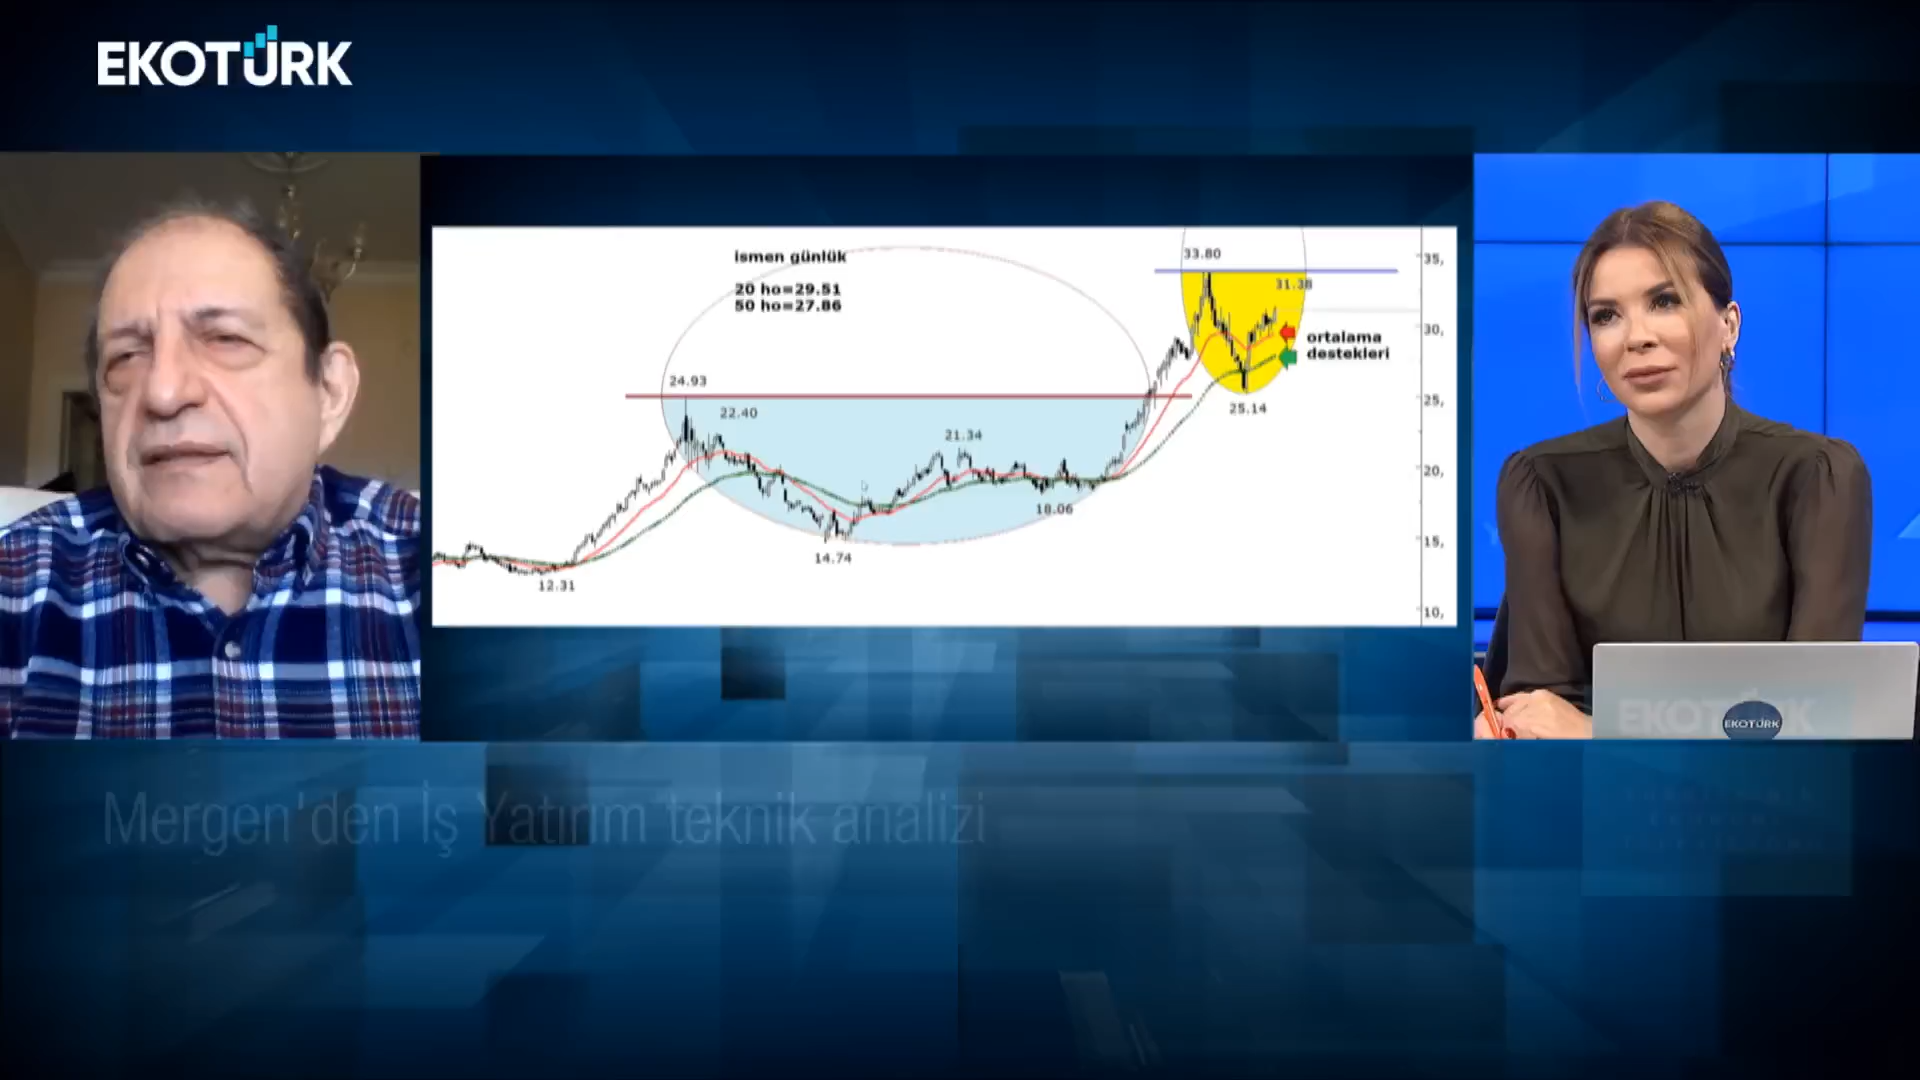 EKOTÜRK
ismen günlük
20 ho=29.51
50 ho=27.86
33.80
31.38
35,
ortalama
destekleri
30,
24.93
22.40
25.14
25,
21.34
20,
18.06
15,
14.74
12.31
10,
EKOTÜRK
EKOTÜRK
Mergen'den İş Yatırım teknik analizi